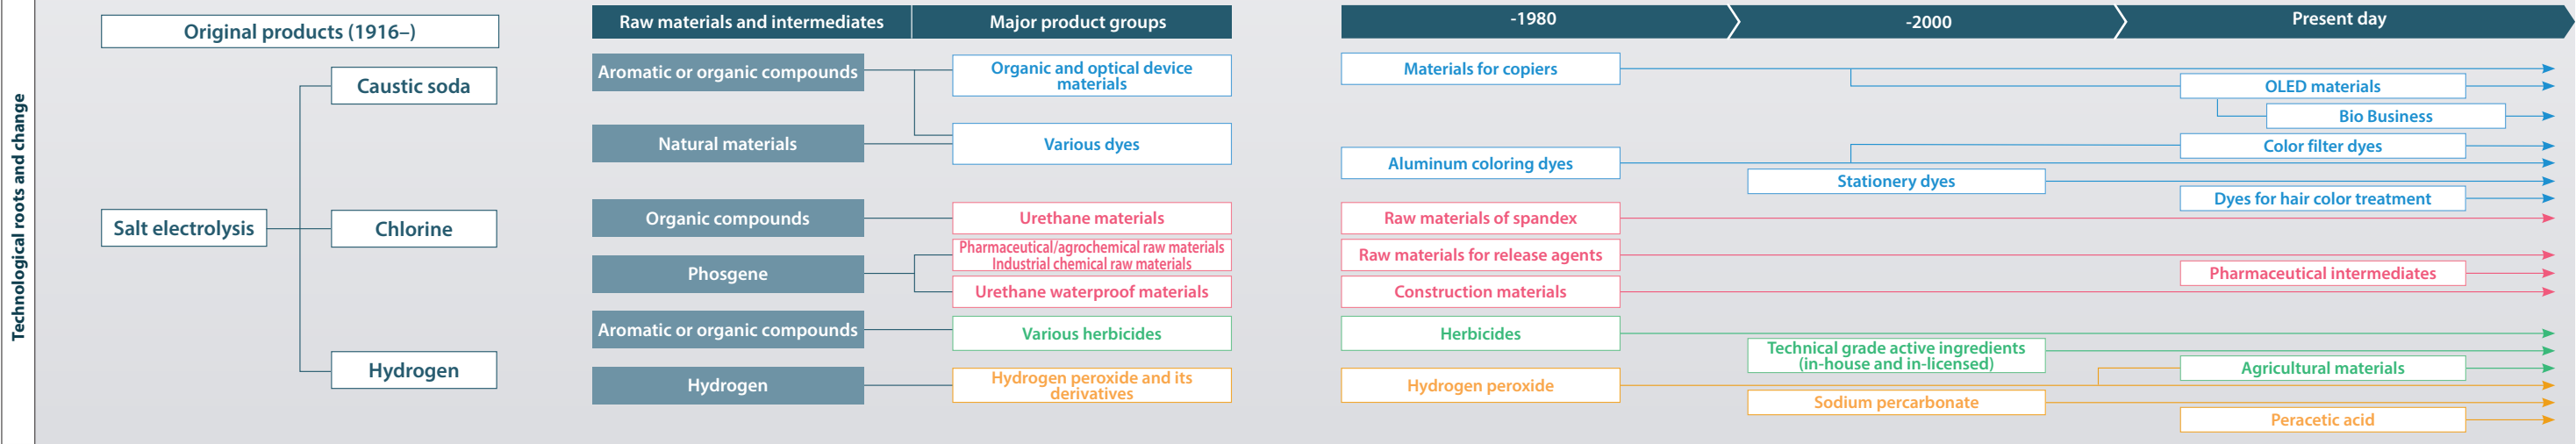 Technological roots and change
Original products (1916–)
Salt electrolysis
Caustic soda
Chlorine
Hydrogen
Raw materials and intermediates
Major product groups
Aromatic or organic compounds
Organic and optical device
materials
Natural materials
Various dyes
Organic compounds
Urethane materials
Phosgene
Pharmaceutical/agrochemical raw materials
Industrial chemical raw materials
Urethane waterproof materials
Aromatic or organic compounds
Various herbicides
Hydrogen
Hydrogen peroxide and its
derivatives
-1980
-2000
Present day
Materials for copiers
OLED materials
Bio Business
Color filter dyes
Aluminum coloring dyes
Stationery dyes
Dyes for hair color treatment
Raw materials of spandex
Raw materials for release agents
Pharmaceutical intermediates
Construction materials
Herbicides
Technical grade active ingredients
(in-house and in-licensed)
Agricultural materials
Hydrogen peroxide
Sodium percarbonate
Peracetic acid